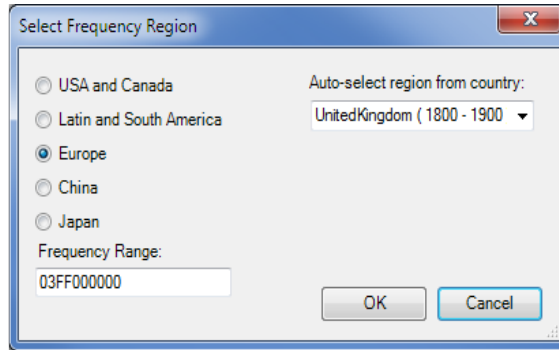 Select Frequency Region
USA and Canada
Latin and South America
Europe
China
Japan
Frequency Range:
03FF000000
Auto-select region from country:
UnitedKingdom ( 1800 - 1900
OK
Cancel